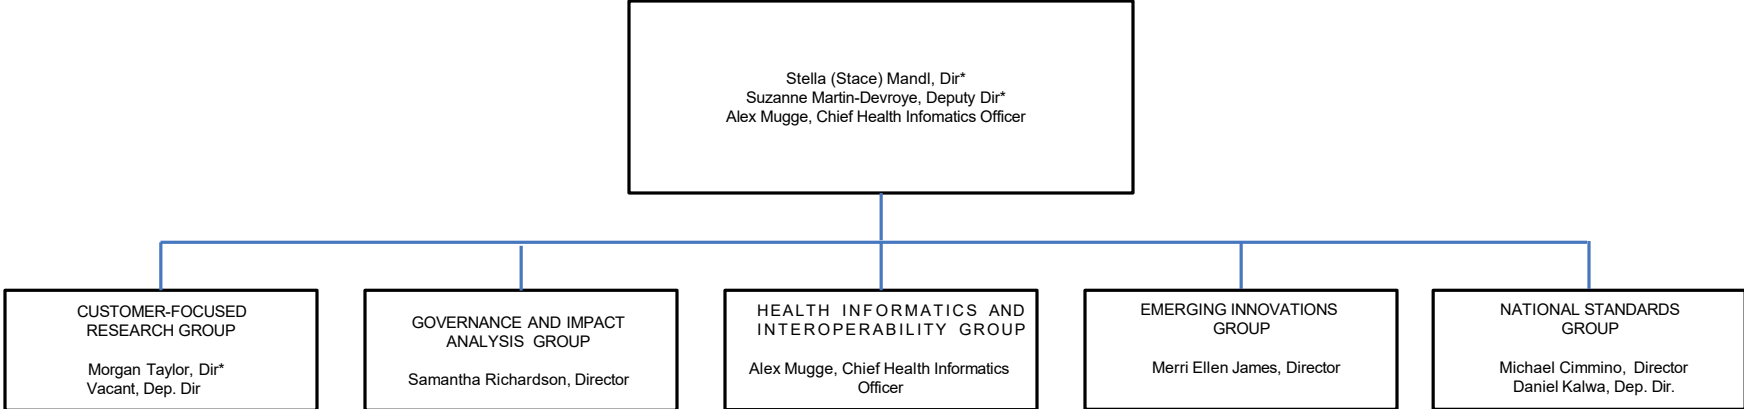 Stella (Stace) Mandl, Dir*
Suzanne Martin-Devroye, Deputy Dir*
Alex Mugge, Chief Health Infomatics Officer
CUSTOMER-FOCUSED
RESEARCH GROUP
Morgan Taylor, Dir*
Vacant, Dep. Dir
GOVERNANCE AND IMPACT
ANALYSIS GROUP
Samantha Richardson, Director
HEALTH INFORMATICS AND
INTEROPERABILITY GROUP
Alex Mugge, Chief Health Informatics
Officer
EMERGING INNOVATIONS
GROUP
Merri Ellen James, Director
NATIONAL STANDARDS
GROUP
Michael Cimmino, Director
Daniel Kalwa, Dep. Dir.